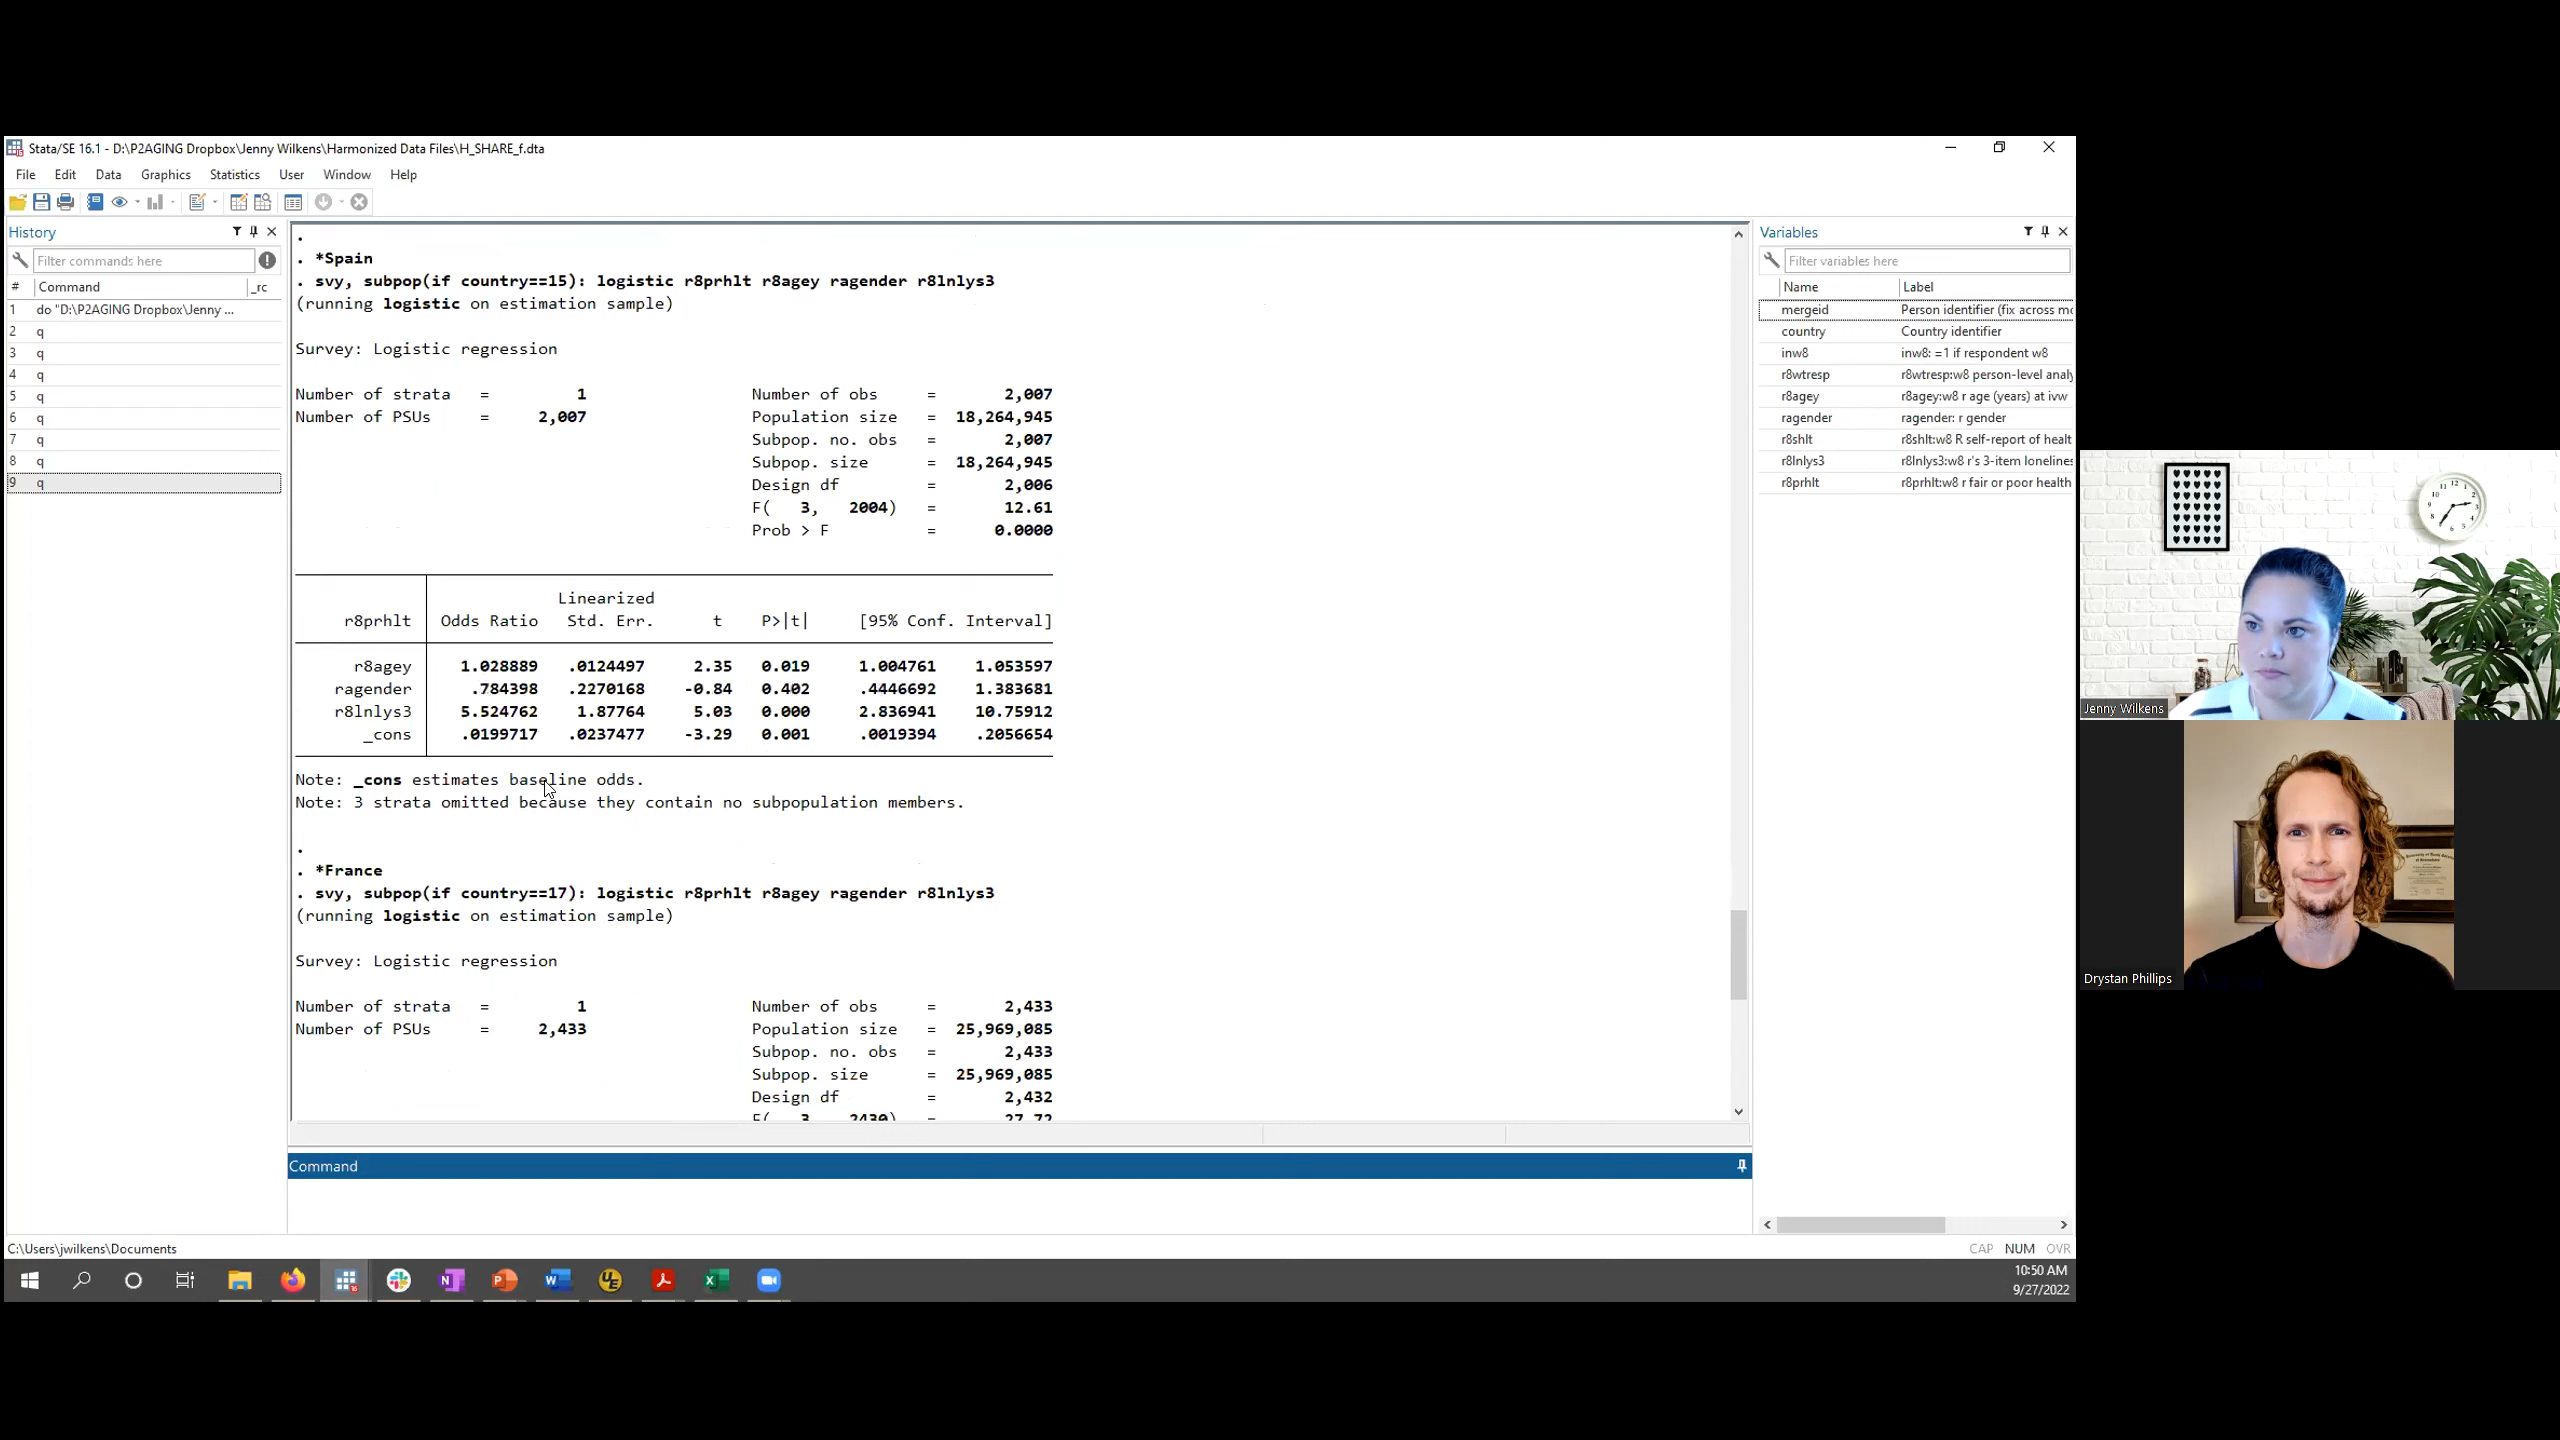 Stata/SE 16.1 - D:\P2AGING Dropbox\Jenny Wilkens\Harmonized Data Files\H_SHARE_f.dta
File Edit Data Graphics Statistics User Window Help
History
Filter commands here
# Command _rc
1 do "D:\P2AGING Dropbox\Jenny ...
2 q
3 q
4 q
5 q
6 q
7 q
8 q
9 q
.
. *Spain
. svy, subpop(if country==15): logistic r8prhlt r8agey ragender r8lnlys3
(running logistic on estimation sample)
Survey: Logistic regression
Number of strata = 1 Number of obs = 2,007
Number of PSUs = 2,007 Population size = 18,264,945
Subpop. no. obs = 2,007
Subpop. size = 18,264,945
Design df = 2,006
F( 3, 2004) = 12.61
Prob > F = 0.0000
Linearized
r8prhlt Odds Ratio Std. Err. t P>|t| [95% Conf. Interval]
r8agey 1.028889 .0124497 2.35 0.019 1.004761 1.053597
ragender .784398 .2270168 -0.84 0.402 .4446692 1.383681
r8lnlys3 5.524762 1.87764 5.03 0.000 2.836941 10.75912
_cons .0199717 .0237477 -3.29 0.001 .0019394 .2056654
Note: _cons estimates baseline odds.
Note: 3 strata omitted because they contain no subpopulation members.
.
. *France
. svy, subpop(if country==17): logistic r8prhlt r8agey ragender r8lnlys3
(running logistic on estimation sample)
Survey: Logistic regression
Number of strata = 1 Number of obs = 2,433
Number of PSUs = 2,433 Population size = 25,969,085
Subpop. no. obs = 2,433
Subpop. size = 25,969,085
Design df = 2,432
F( 3, 2430) = 27.72
Command
Variables
Filter variables here
Name Label
mergeid Person identifier (fix across mo
country Country identifier
inw8 inw8: =1 if respondent w8
r8wtresp r8wtresp:w8 person-level analy
r8agey r8agey:w8 r age (years) at ivw
ragender ragender: r gender
r8shlt r8shlt:w8 R self-report of healt
r8lnlys3 r8lnlys3:w8 r's 3-item lonelines
r8prhlt r8prhlt:w8 r fair or poor health
C:\Users\jwilkens\Documents
CAP NUM OVR
10:50 AM
9/27/2022
Jenny Wilkens
Drystan Phillips